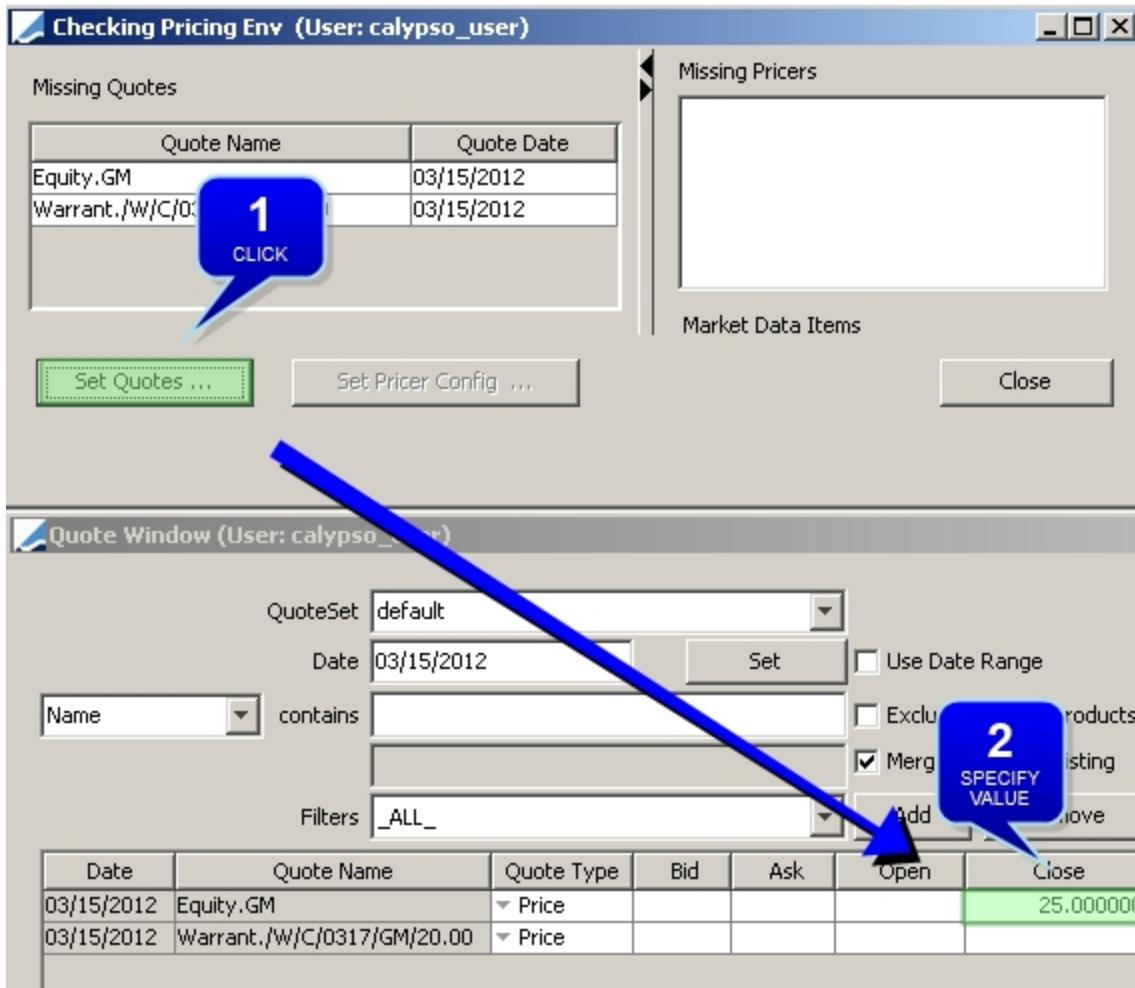 Checking Pricing Env (User: calypso_user)
Missing Quotes
Missing Pricers
Quote Name Quote Date
Equity.GM 03/15/2012
Warrant./W/C/0 03/15/2012
1
CLICK
Market Data Items
Set Quotes ... Set Pricer Config ... Close
Quote Window (User: calypso_user)
QuoteSet default
Date 03/15/2012 Set Use Date Range
Name contains Exclu roducts
Merg isting
2
SPECIFY
VALUE
Filters _ALL_ Add move
Date Quote Name Quote Type Bid Ask Open Close
03/15/2012 Equity.GM Price 25.000000
03/15/2012 Warrant./W/C/0317/GM/20.00 Price